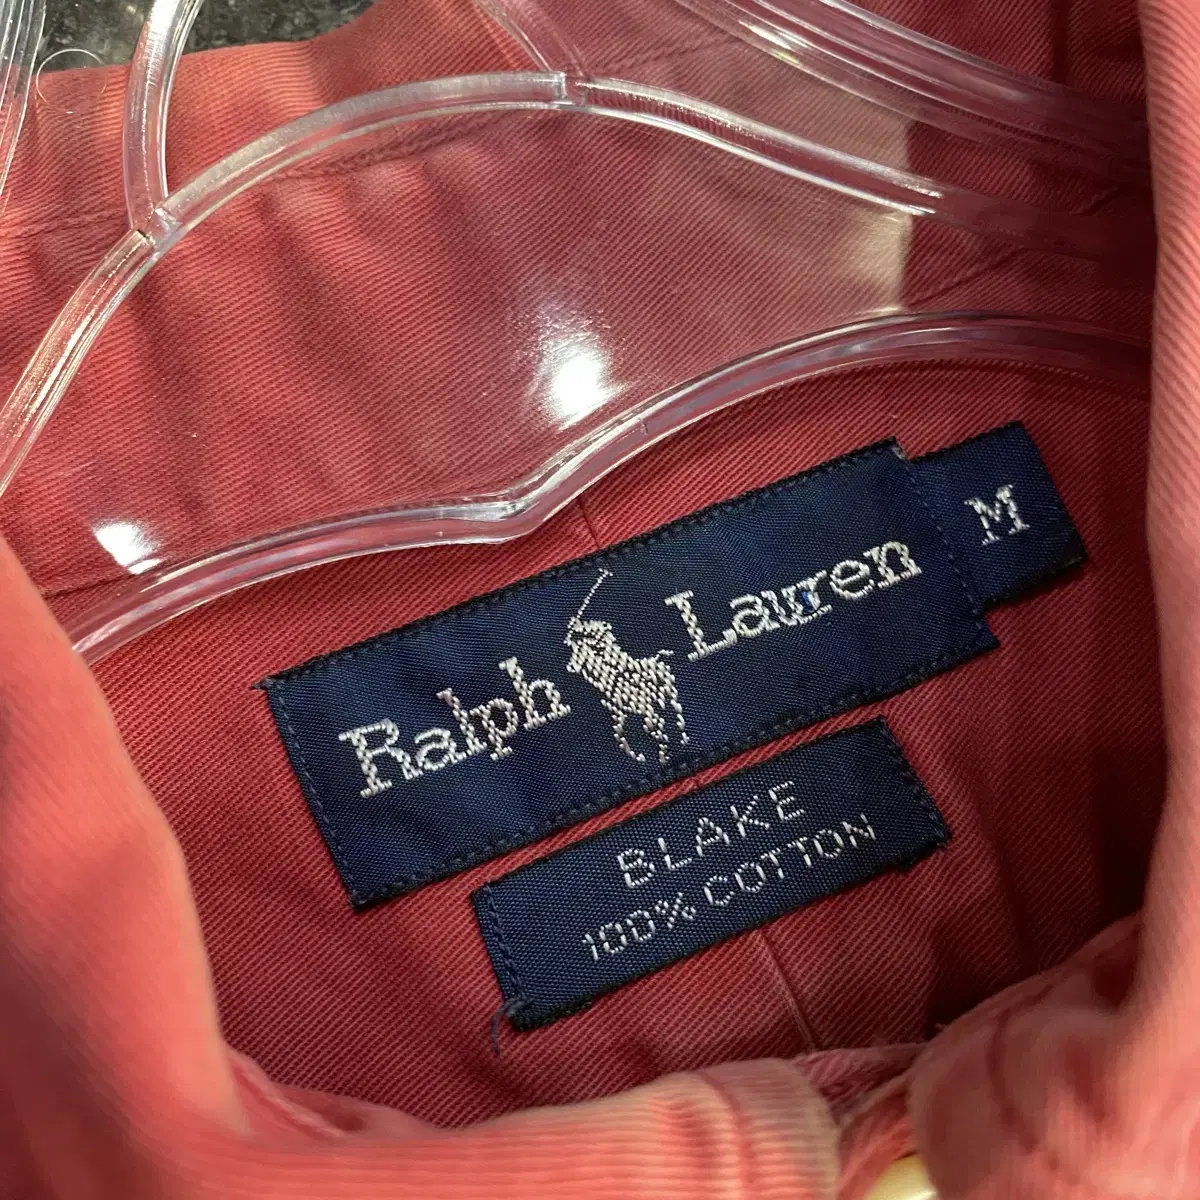 Ralph Lauren
M
BLAKE
100% COTTON